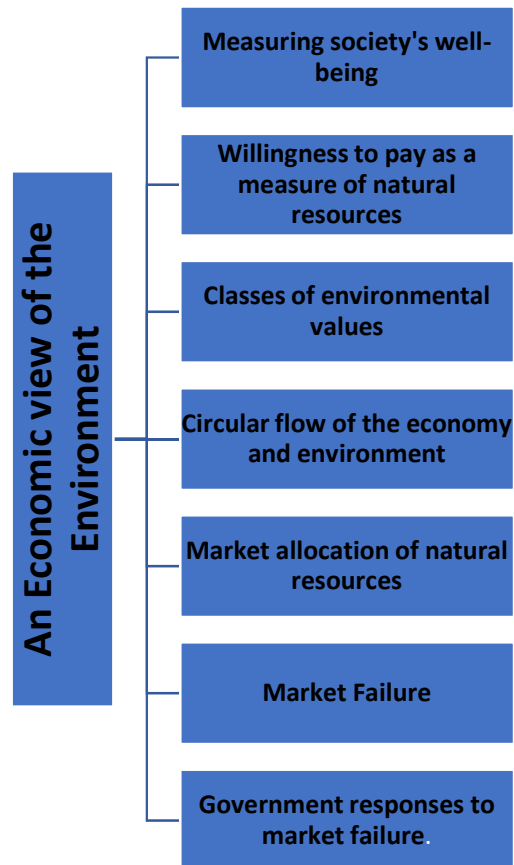 An Economic view of the
Environment
Measuring society's well-
being
Willingness to pay as a
measure of natural
resources
Classes of environmental
values
Circular flow of the economy
and environment
Market allocation of natural
resources
Market Failure
Government responses to
market failure.